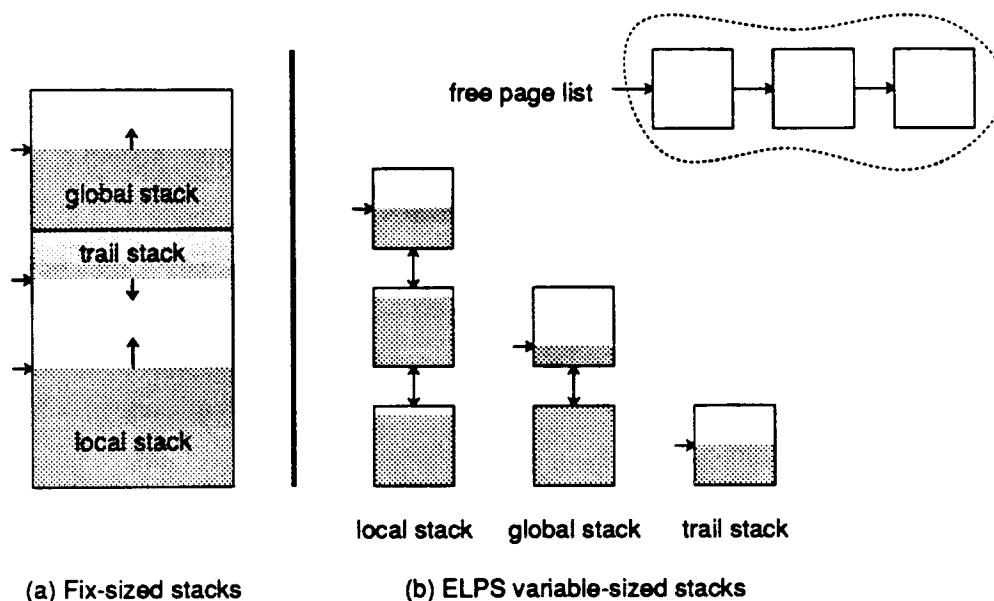 free page list
global stack
trail stack
local stack
local stack global stack trail stack
(a) Fix-sized stacks (b) ELPS variable-sized stacks